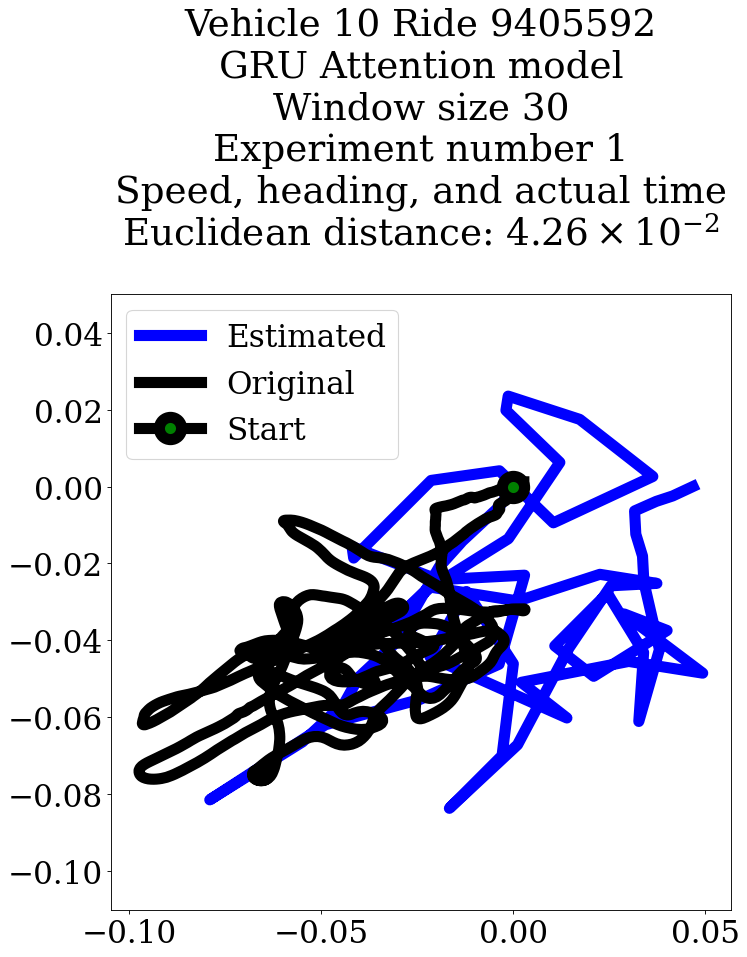 Vehicle 10 Ride 9405592
GRU Attention model
Window size 30
Experiment number 1
Speed, heading, and actual time
Euclidean distance: 4.26 × 10⁻²
Estimated
Original
Start
0.04
0.02
0.00
−0.02
−0.04
−0.06
−0.08
−0.10
−0.10 −0.05 0.00 0.05